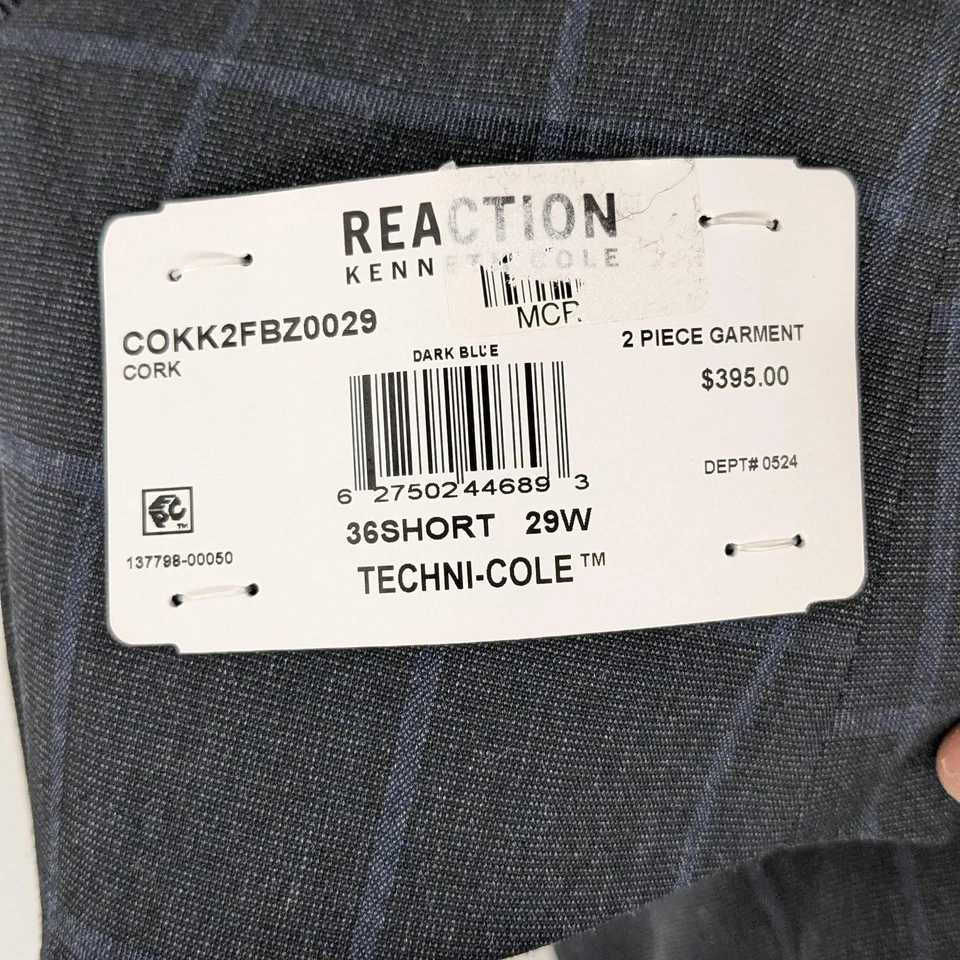 REACTION
KENNETH COLE
MCF
COKK2FBZ0029
CORK
DARK BLUE
2 PIECE GARMENT
$395.00
DEPT# 0524
6 27502 44689 3
36SHORT 29W
TECHNI-COLE™
137798-00050